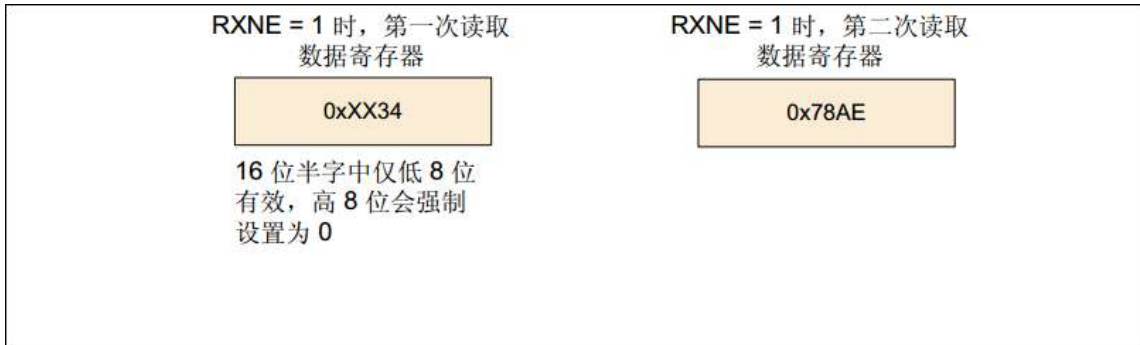 RXNE = 1 时，第一次读取
数据寄存器
0xXX34
16 位半字中仅低 8 位
有效，高 8 位会强制
设置为 0
RXNE = 1 时，第二次读取
数据寄存器
0x78AE